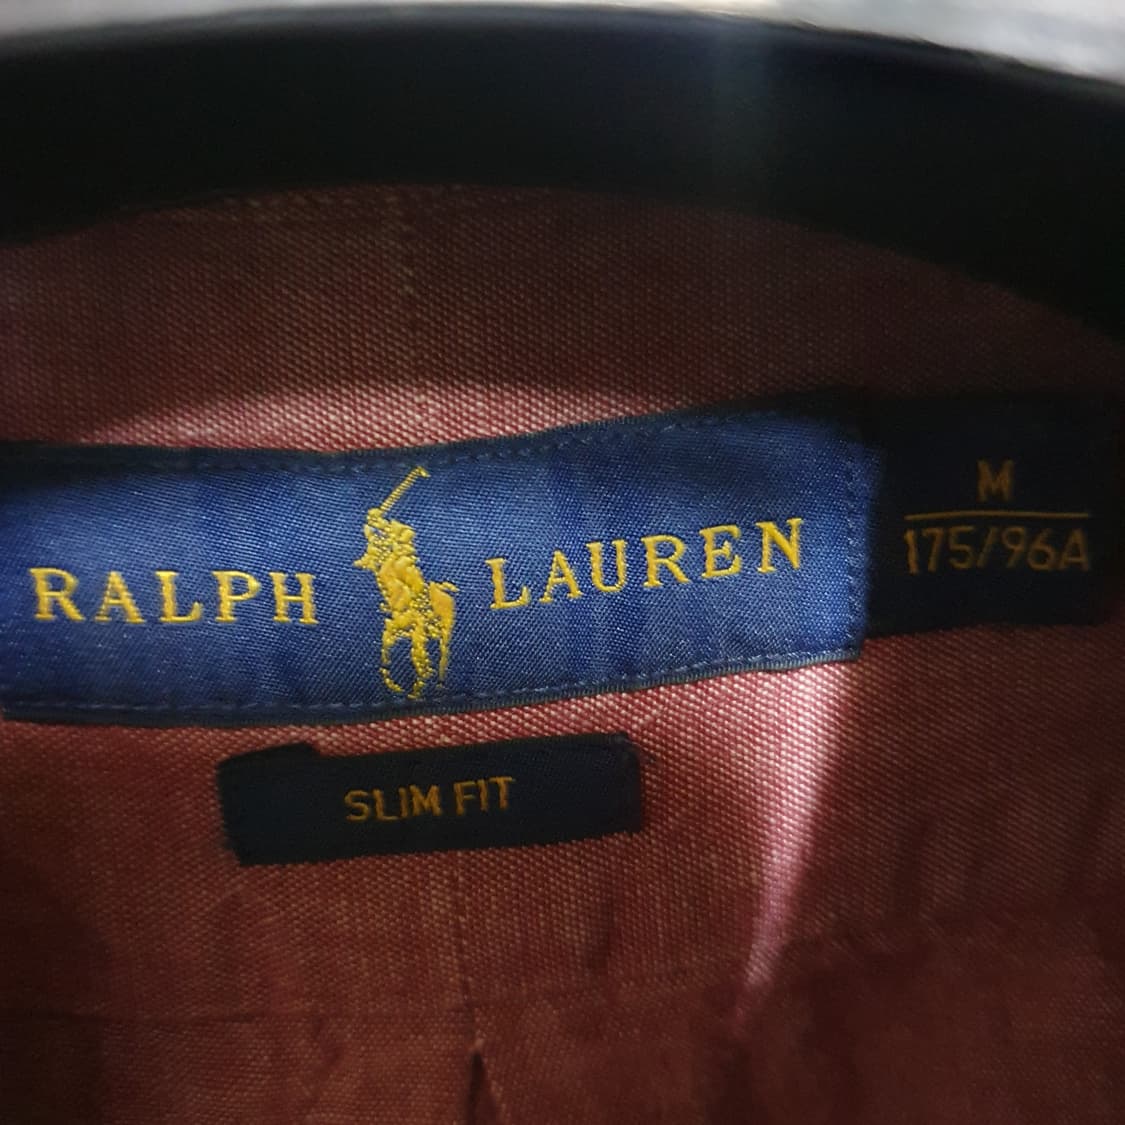 RALPH LAUREN
M
175/96A
SLIM FIT